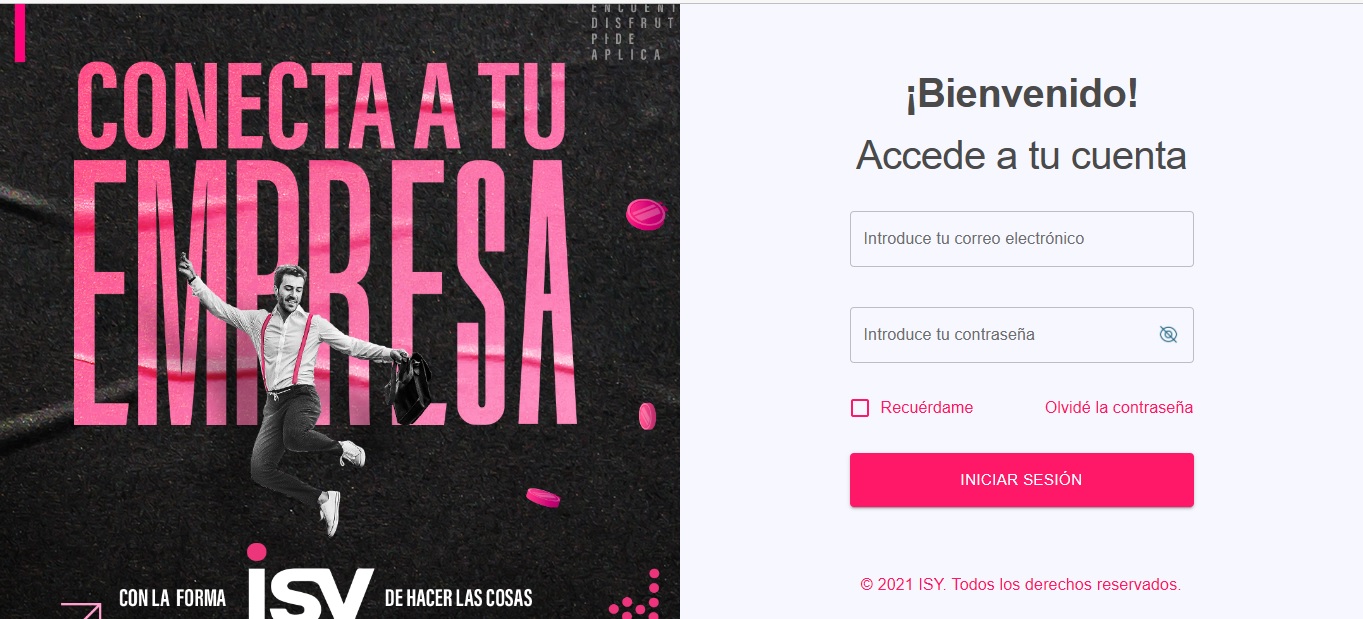 DISFRUT
PIDE
APLICA
CONECTA A TU
EMPRESA
CON LA FORMA
isy
DE HACER LAS COSAS
¡Bienvenido!
Accede a tu cuenta
Introduce tu correo electrónico
Introduce tu contraseña
Recuérdame
Olvidé la contraseña
INICIAR SESIÓN
© 2021 ISY. Todos los derechos reservados.